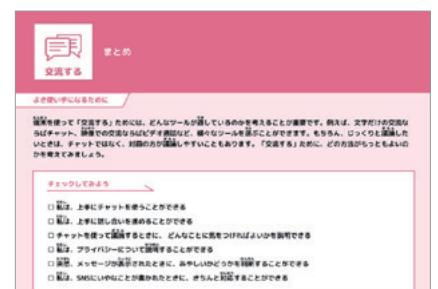 まとめ
交流する
よき使い手になるために
端末を使って「交流する」ためには、どんなツールが適しているのかを考えることが重要です。例えば、文字だけの交流な
らばチャット、映像での交流ならばビデオ通話など、様々なツールを選ぶことができます。もちろん、じっくりと議論した
いときは、チャットではなく、対面の方が議論しやすいこともあります。「交流する」ために、どの方法がもっともよいの
かを考えてみましょう。
チェックしてみよう
□ 私は、上手にチャットを使うことができる
□ 私は、上手に話し合いを進めることができる
□ チャットを使って議論するときに、どんなことに気をつければよいかを説明できる
□ 私は、プライバシーについて説明することができる
□ 突然、メッセージが表示されたときに、あやしいかどうかを判断することができる
□ 私は、SNSにいやなことが書かれたときに、きちんと対応することができる